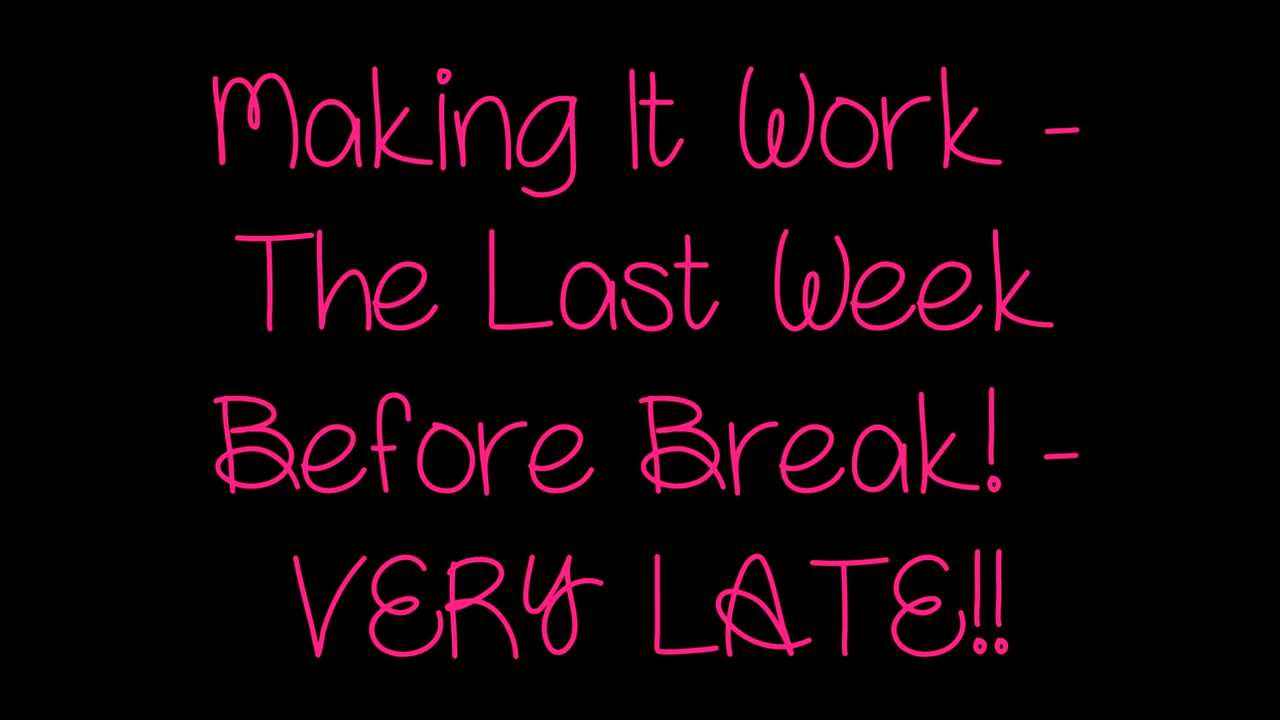 Making It Work -
The Last Week
Before Break! -
VERY LATE!!